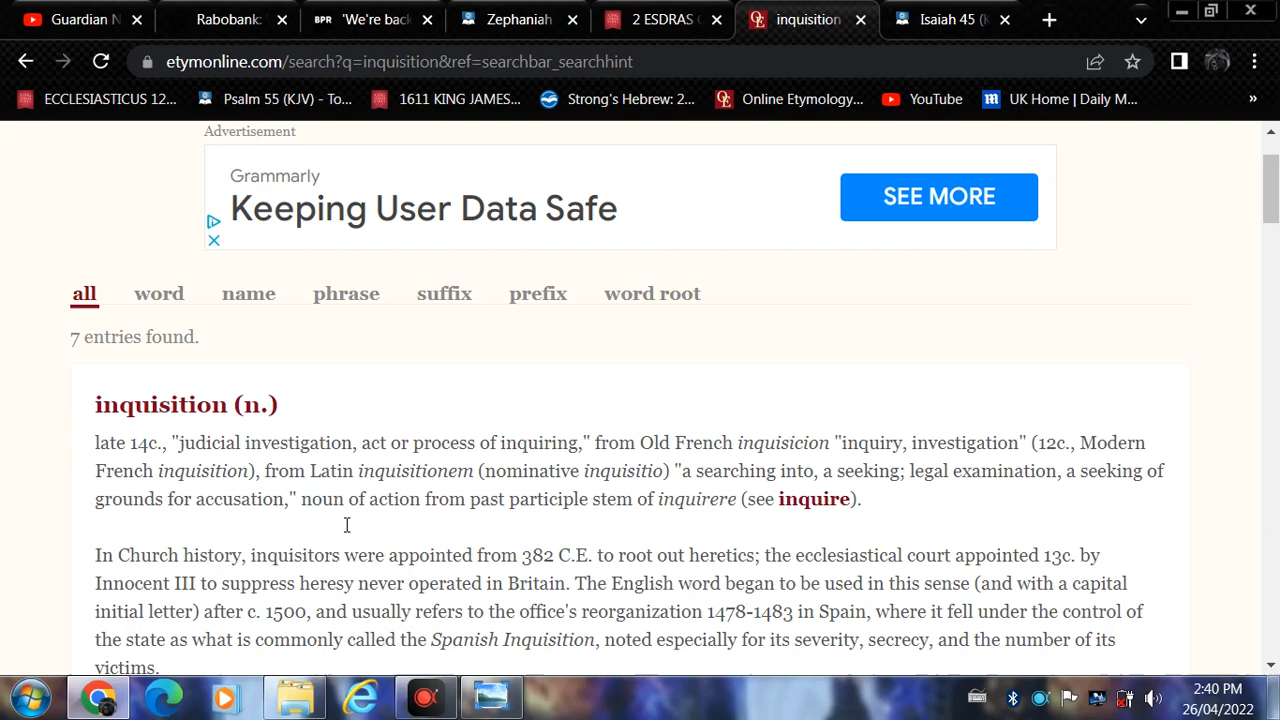 Guardian N
Rabobank:
BPR 'We're back
Zephaniah
2 ESDRAS
OE inquisition
Isaiah 45 (K
etymonline.com/search?q=inquisition&ref=searchbar_searchhint
ECCLESIASTICUS 12...
Psalm 55 (KJV) - To...
1611 KING JAMES...
Strong's Hebrew: 2...
OE Online Etymology...
YouTube
m UK Home | Daily M...
»
Advertisement
Grammarly
Keeping User Data Safe
SEE MORE
all word name phrase suffix prefix word root
7 entries found.
inquisition (n.)
late 14c., "judicial investigation, act or process of inquiring," from Old French inquisicion "inquiry, investigation" (12c., Modern
French inquisition), from Latin inquisitionem (nominative inquisitio) "a searching into, a seeking; legal examination, a seeking of
grounds for accusation," noun of action from past participle stem of inquirere (see inquire).
In Church history, inquisitors were appointed from 382 C.E. to root out heretics; the ecclesiastical court appointed 13c. by
Innocent III to suppress heresy never operated in Britain. The English word began to be used in this sense (and with a capital
initial letter) after c. 1500, and usually refers to the office's reorganization 1478-1483 in Spain, where it fell under the control of
the state as what is commonly called the Spanish Inquisition, noted especially for its severity, secrecy, and the number of its
victims.
2:40 PM
26/04/2022